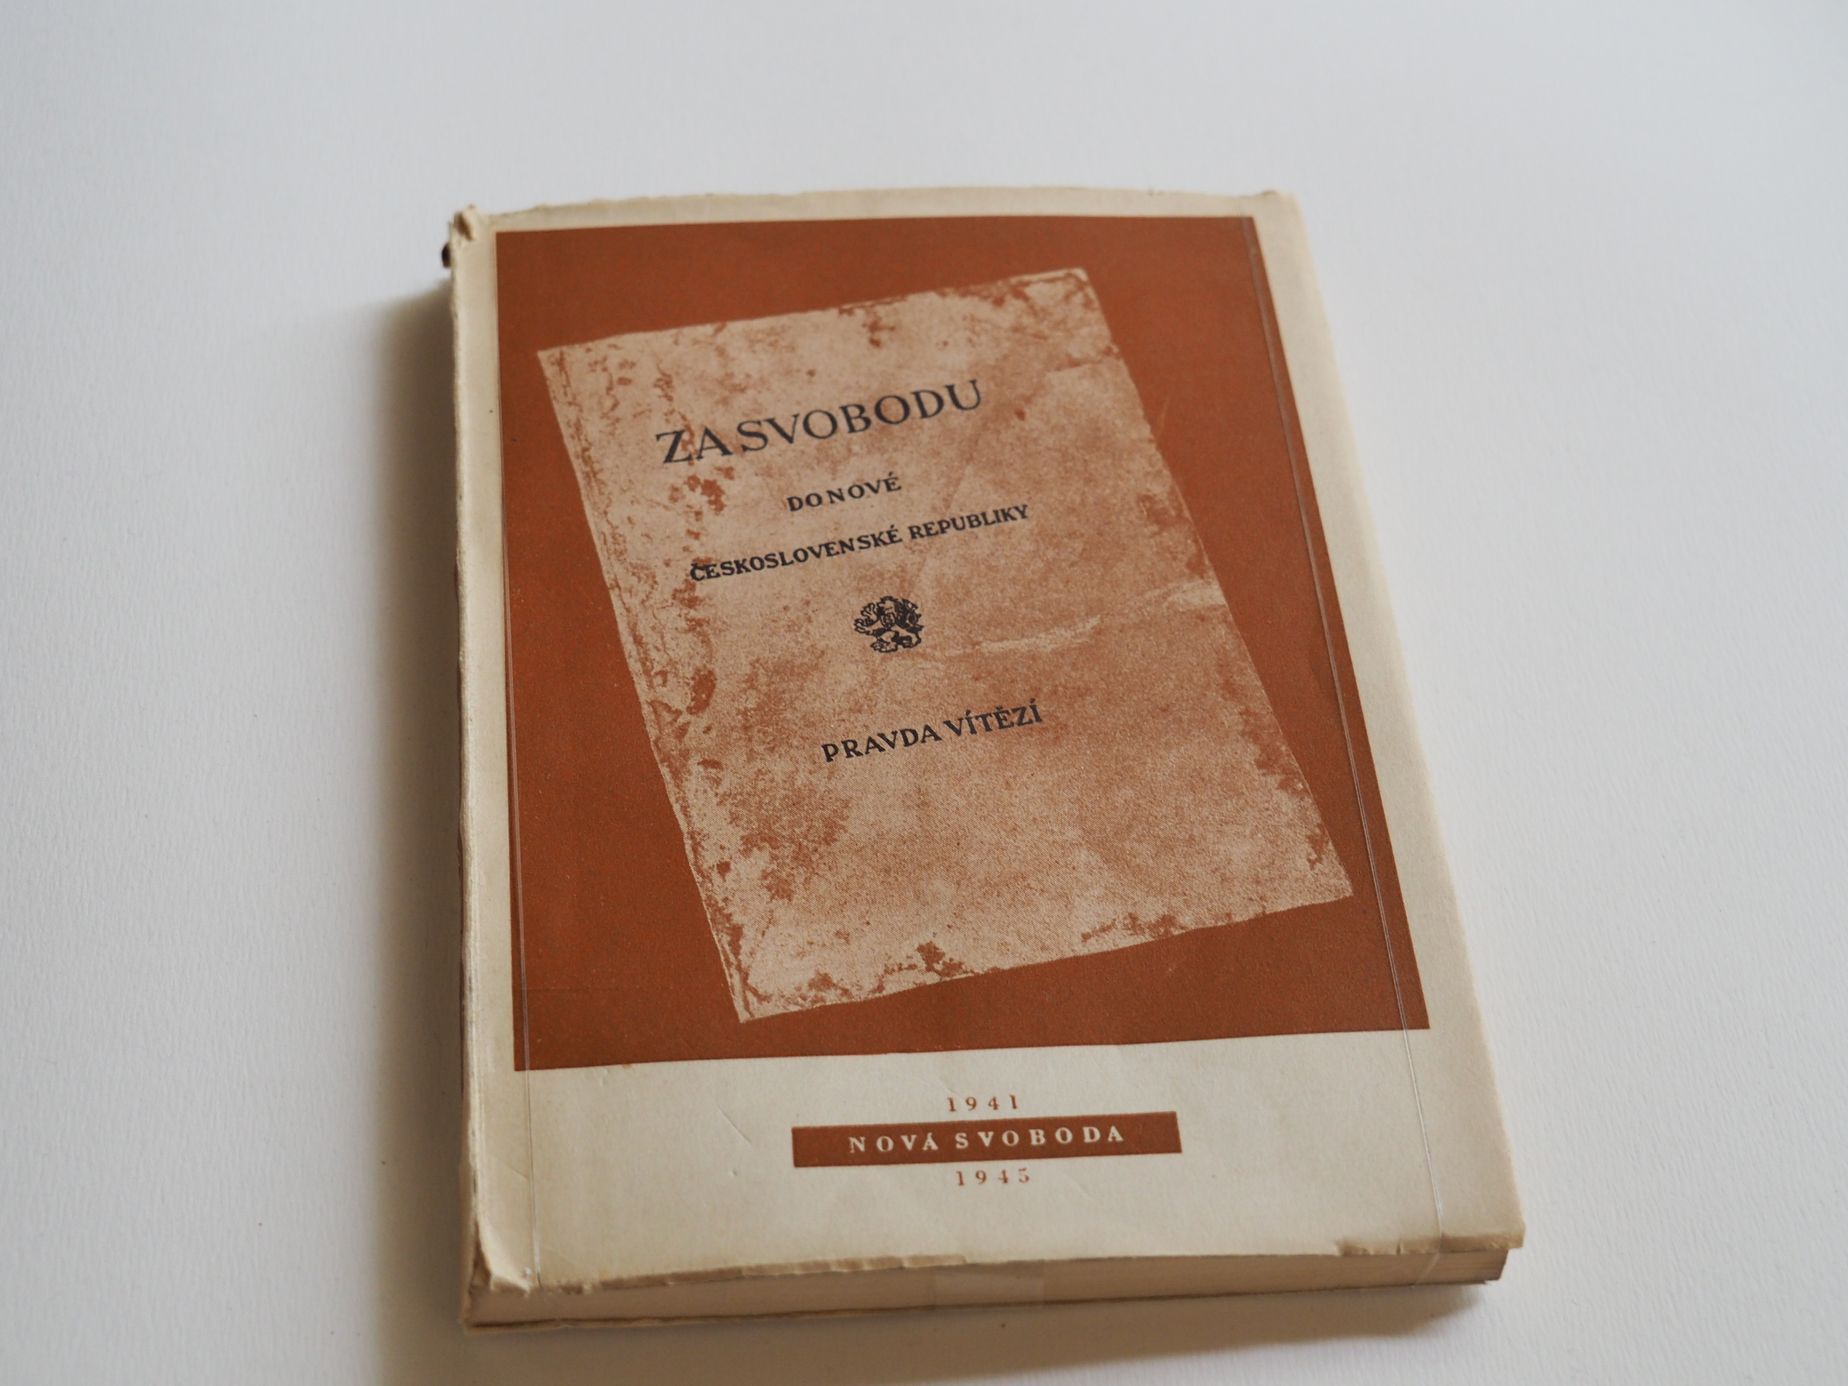 ZA SVOBODU
DO NOVÉ
ČESKOSLOVENSKÉ REPUBLIKY
PRAVDA VÍTĚZÍ
1941
NOVÁ SVOBODA
1945